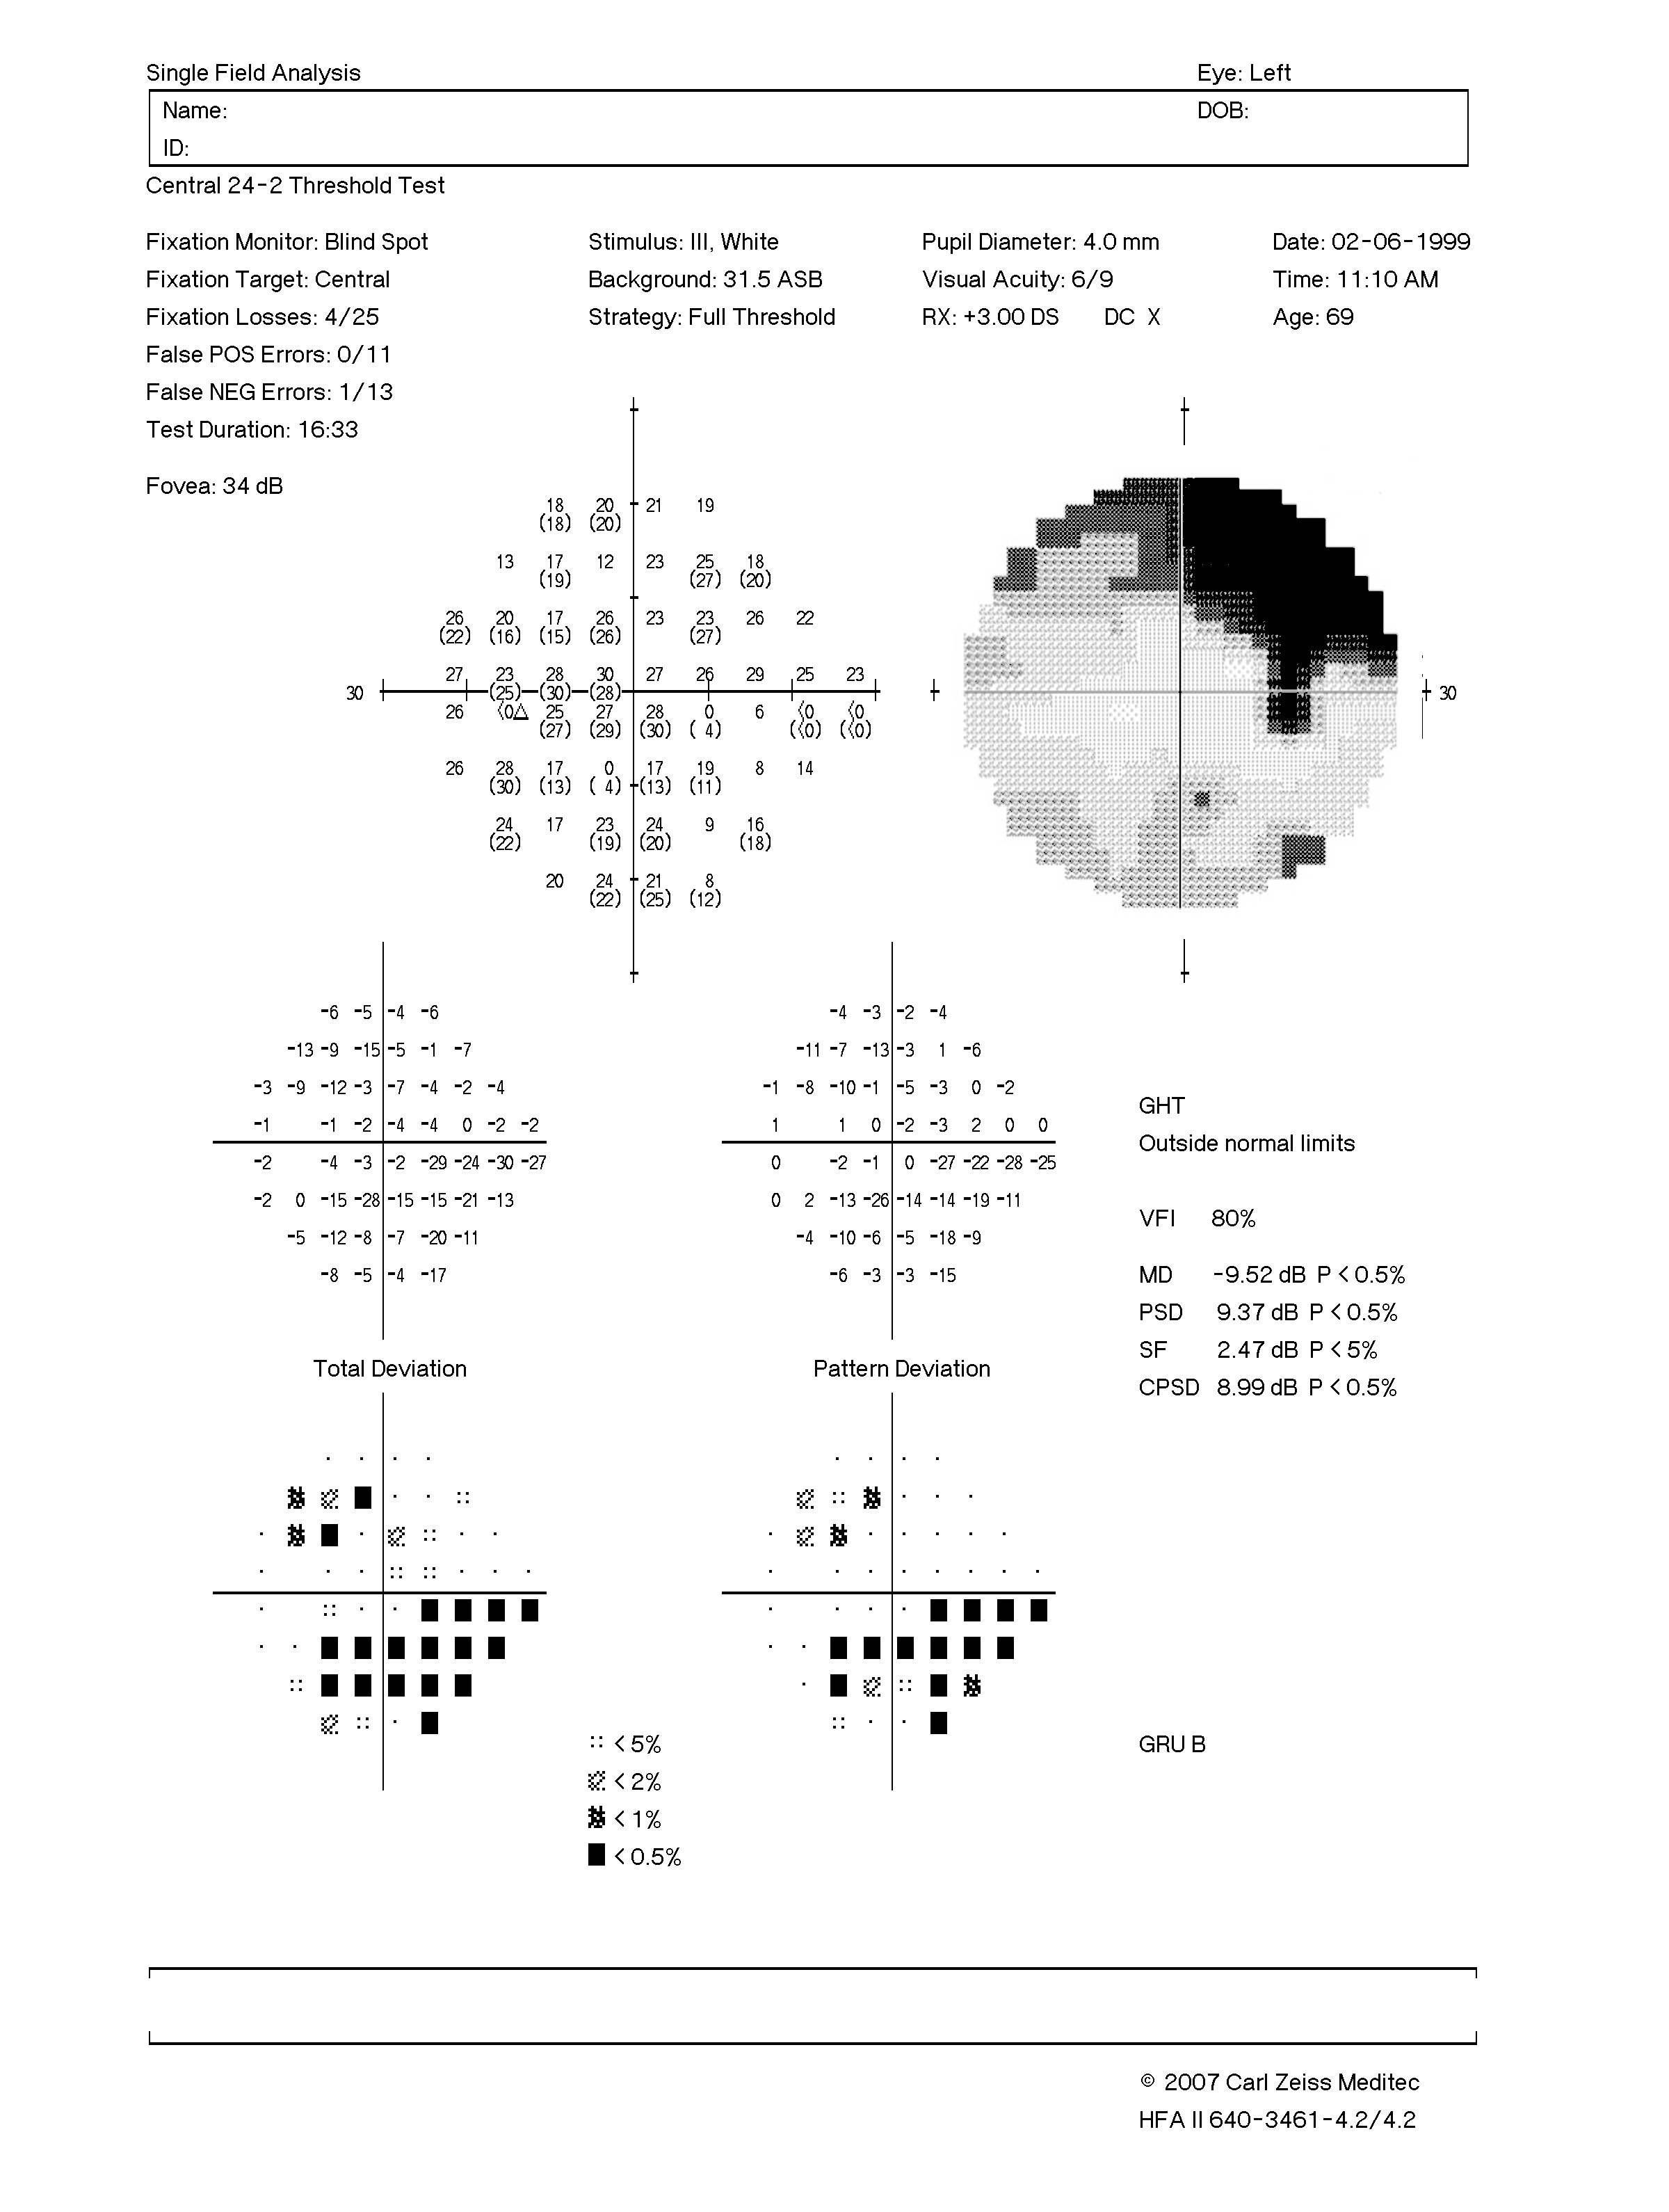 Single Field Analysis Eye: Left
Name: DOB:
ID:
Central 24-2 Threshold Test
Fixation Monitor: Blind Spot Stimulus: III, White Pupil Diameter: 4.0 mm Date: 02-06-1999
Fixation Target: Central Background: 31.5 ASB Visual Acuity: 6/9 Time: 11:10 AM
Fixation Losses: 4/25 Strategy: Full Threshold RX: +3.00 DS DC X Age: 69
False POS Errors: 0/11
False NEG Errors: 1/13
Test Duration: 16:33
Fovea: 34 dB
18 20 21 19
(18) (20)
13 17 12 23 25 18
(19) (27) (20)
26 20 17 26 23 23 26 22
(22) (16) (15) (26) (27)
27 23 28 30 27 26 29 25 23
30 (25) (30) (28) 30
26 <0 25 27 28 0 6 <0 <0
(27) (29) (30) ( 4) (<0) (<0)
26 28 17 0 17 19 8 14
(30) (13) ( 4) (13) (11)
24 17 23 24 9 16
(22) (19) (20) (18)
20 24 21 8
(22) (25) (12)
-6 -5 -4 -6 -4 -3 -2 -4
-13 -9 -15 -5 -1 -7 -11 -7 -13 -3 1 -6
-3 -9 -12 -3 -7 -4 -2 -4 -1 -8 -10 -1 -5 -3 0 -2
GHT
-1 -1 -2 -4 -4 0 -2 -2 1 1 0 -2 -3 2 0 0
Outside normal limits
-2 -4 -3 -2 -29 -24 -30 -27 0 -2 -1 0 -27 -22 -28 -25
-2 0 -15 -28 -15 -15 -21 -13 0 2 -13 -26 -14 -14 -19 -11
VFI 80%
-5 -12 -8 -7 -20 -11 -4 -10 -6 -5 -18 -9
-8 -5 -4 -17 -6 -3 -3 -15
MD -9.52 dB P < 0.5%
PSD 9.37 dB P < 0.5%
SF 2.47 dB P < 5%
Total Deviation Pattern Deviation
CPSD 8.99 dB P < 0.5%
< 5% GRU B
< 2%
< 1%
< 0.5%
© 2007 Carl Zeiss Meditec
HFA II 640-3461-4.2/4.2